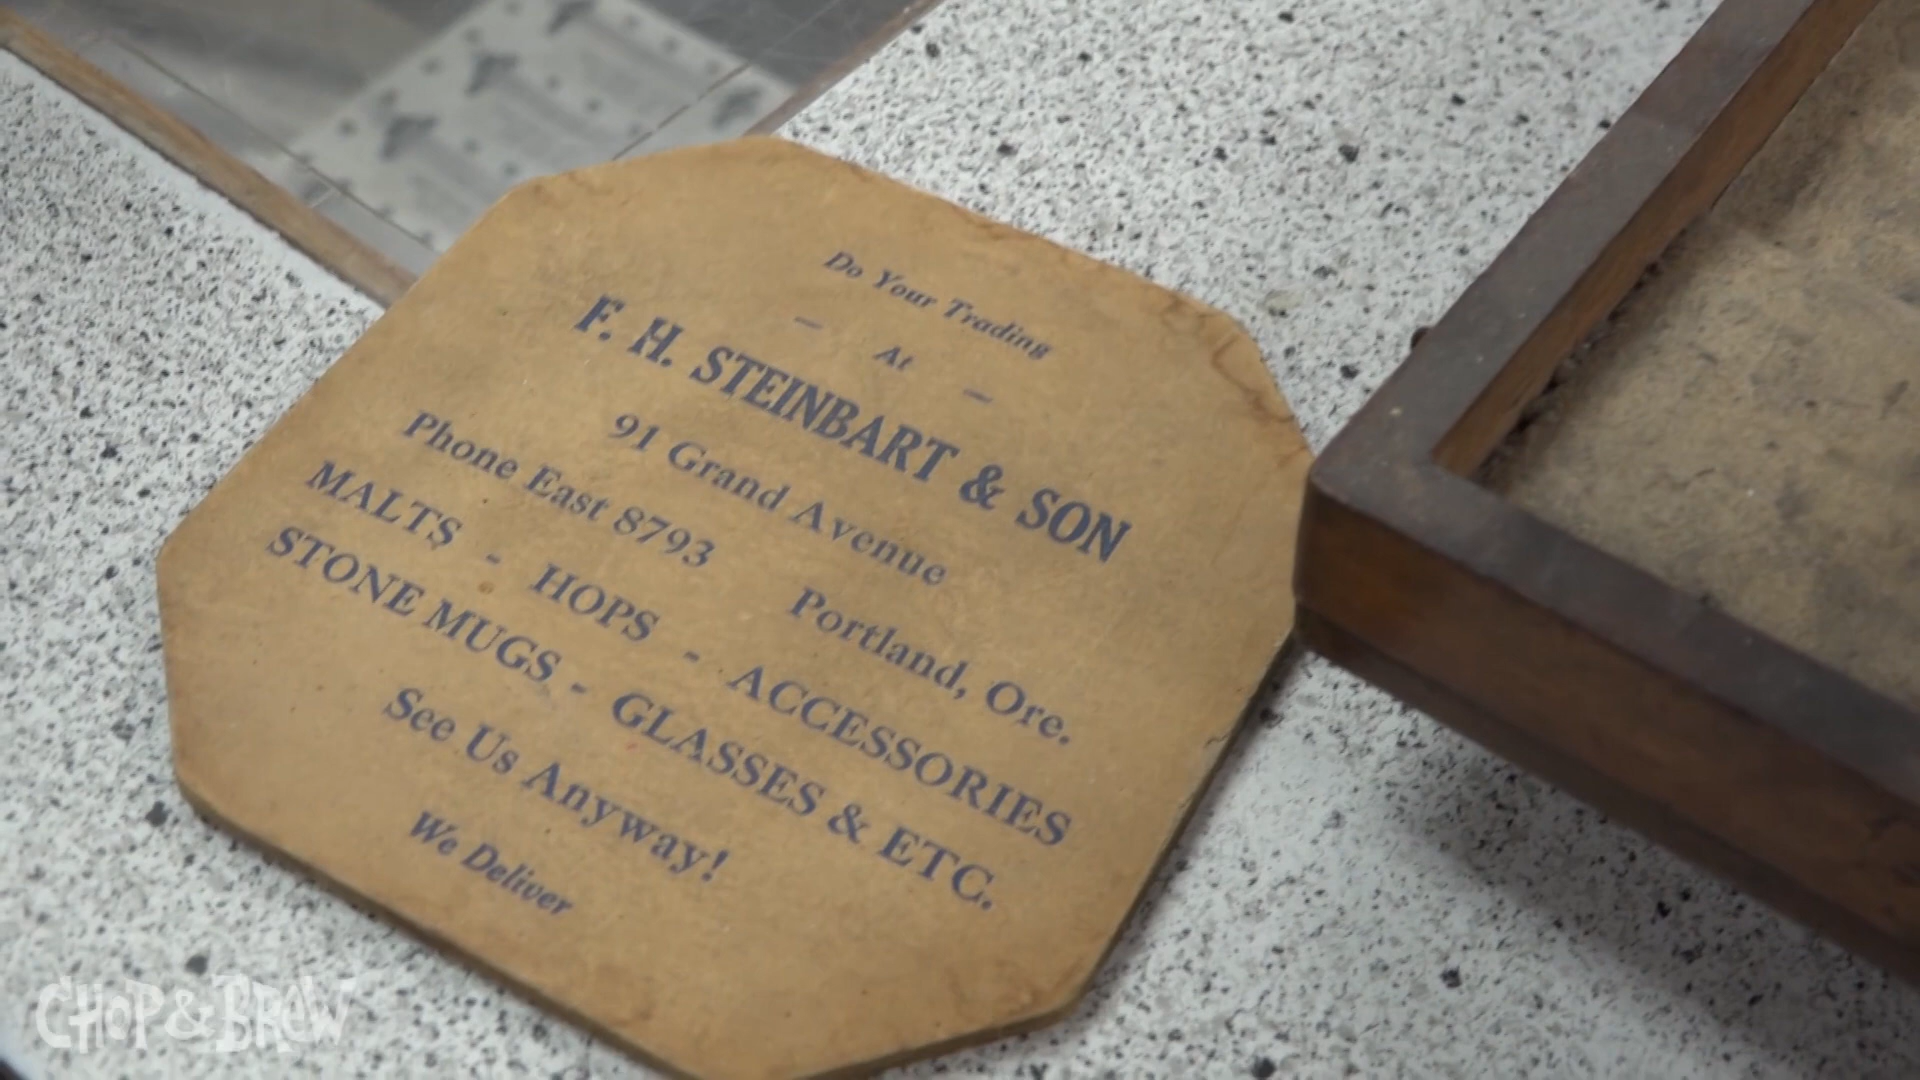 Do Your Trading
— At —
F. H. STEINBART & SON
91 Grand Avenue
Phone East 8793 Portland, Ore.
MALTS - HOPS - ACCESSORIES
STONE MUGS - GLASSES & ETC.
See Us Anyway!
We Deliver
CHOP & BREW